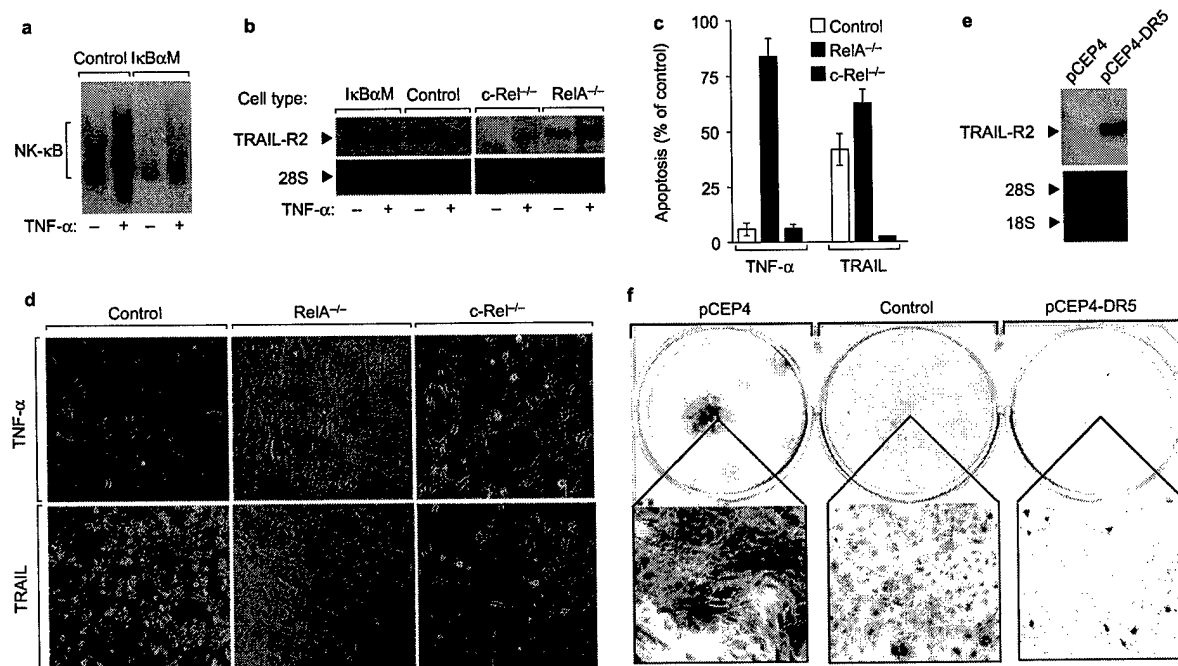 a
Control IκBαM
NK-κB
TNF-α: – + – +
b
Cell type:
IκBαM Control c-Rel–/– RelA–/–
TRAIL-R2
28S
TNF-α: – + – + – + – +
c
Apoptosis (% of control)
100
75
50
25
0
Control
RelA–/–
c-Rel–/–
TNF-α TRAIL
e
pCEP4
pCEP4-DR5
TRAIL-R2
28S
18S
d
Control RelA–/– c-Rel–/–
TNF-α
TRAIL
f
pCEP4 Control pCEP4-DR5